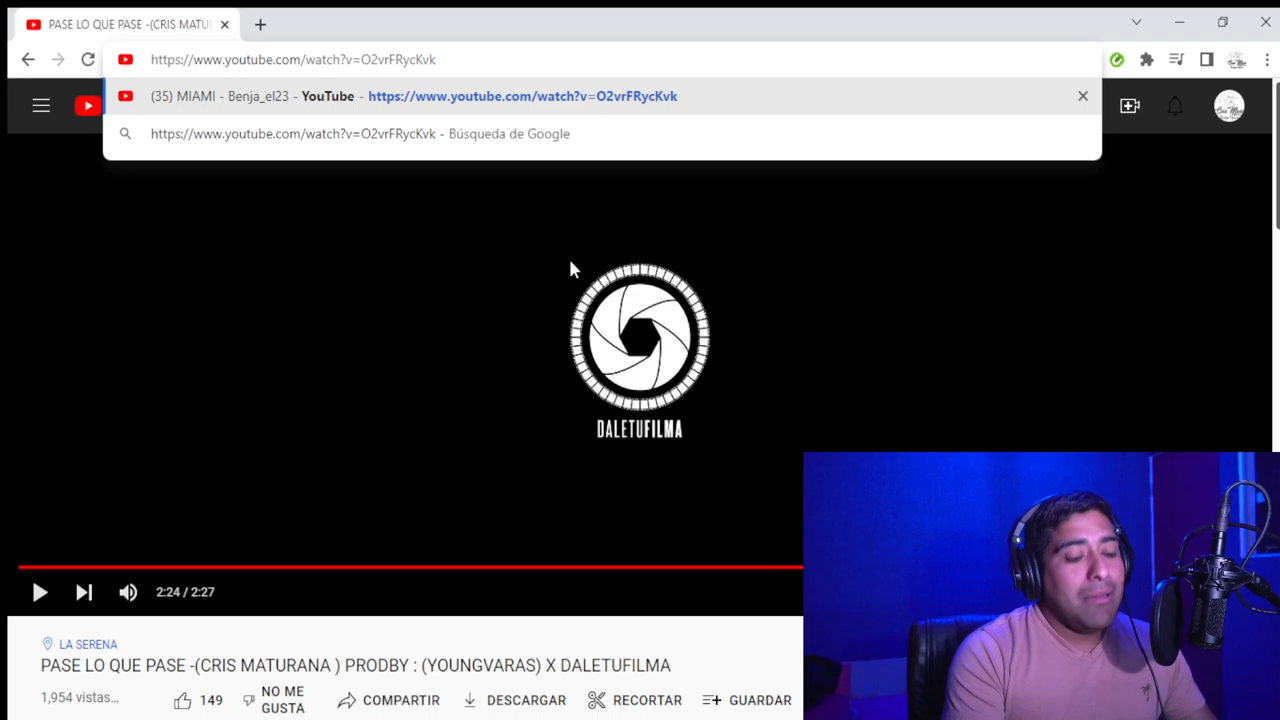 PASE LO QUE PASE -(CRIS MATU
https://www.youtube.com/watch?v=O2vrFRycKvk
(35) MIAMI - Benja_el23 - YouTube - https://www.youtube.com/watch?v=O2vrFRycKvk
https://www.youtube.com/watch?v=O2vrFRycKvk - Búsqueda de Google
DALETUFILMA
2:24 / 2:27
LA SERENA
PASE LO QUE PASE -(CRIS MATURANA ) PRODBY : (YOUNGVARAS) X DALETUFILMA
1,954 vistas...
149
NO ME
GUSTA
COMPARTIR
DESCARGAR
RECORTAR
GUARDAR